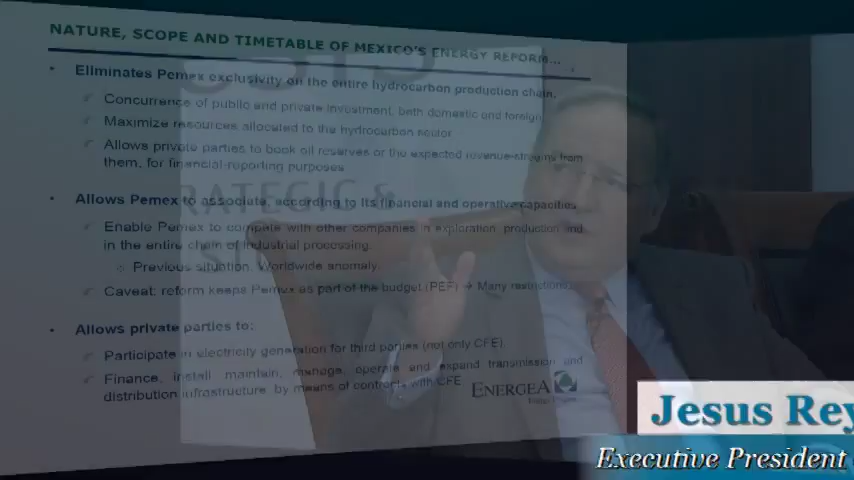 NATURE, SCOPE AND TIMETABLE OF MEXICO'S ENERGY REFORM...
• Eliminates Pemex exclusivity on the entire hydrocarbon production chain.
Concurrence of public and private investment, both domestic and foreign
Maximize resources allocated to the hydrocarbon sector
Allows private parties to book oil reserves or the expected revenue-streams from
them, for financial-reporting purposes
• Allows Pemex to associate, according to its financial and operative capacities
Enable Pemex to compete with other companies in exploration, production and
in the entire chain of industrial processing.
Previous situation. Worldwide anomaly.
Caveat: reform keeps Pemex as part of the budget (PEF) → Many restrictions
• Allows private parties to:
Participate in electricity generation for third parties (not only CFE)
Finance, install maintain, manage, operate and expand transmission and
distribution infrastructure, by means of contracts with CFE
ENERGEA
CSIS
RATEGIC &
Jesus Rey
Executive President